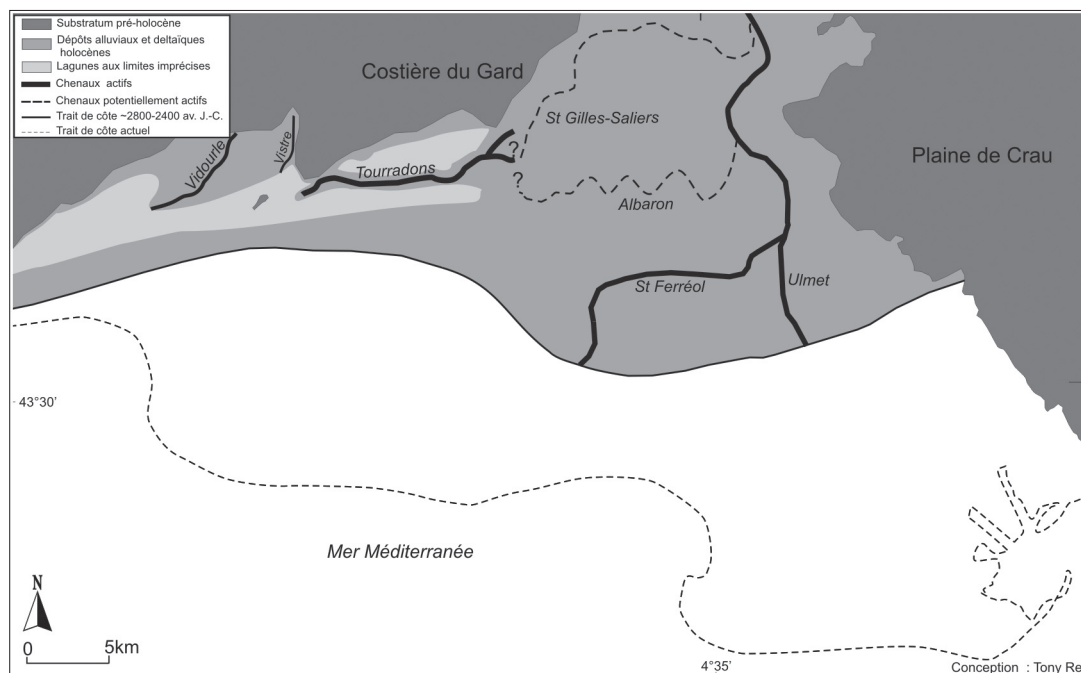 Substratum pré-holocène
Dépôts alluviaux et deltaïques
holocènes
Lagunes aux limites imprécises
Chenaux actifs
Chenaux potentiellement actifs
Trait de côte ~2800-2400 av. J.-C.
Trait de côte actuel
Costière du Gard
St Gilles-Saliers
Plaine de Crau
Vidourle
Vistre
Tourradons
?
?
Albaron
St Ferréol
Ulmet
43°30'
Mer Méditerranée
N
0 5km
4°35'
Conception : Tony Re